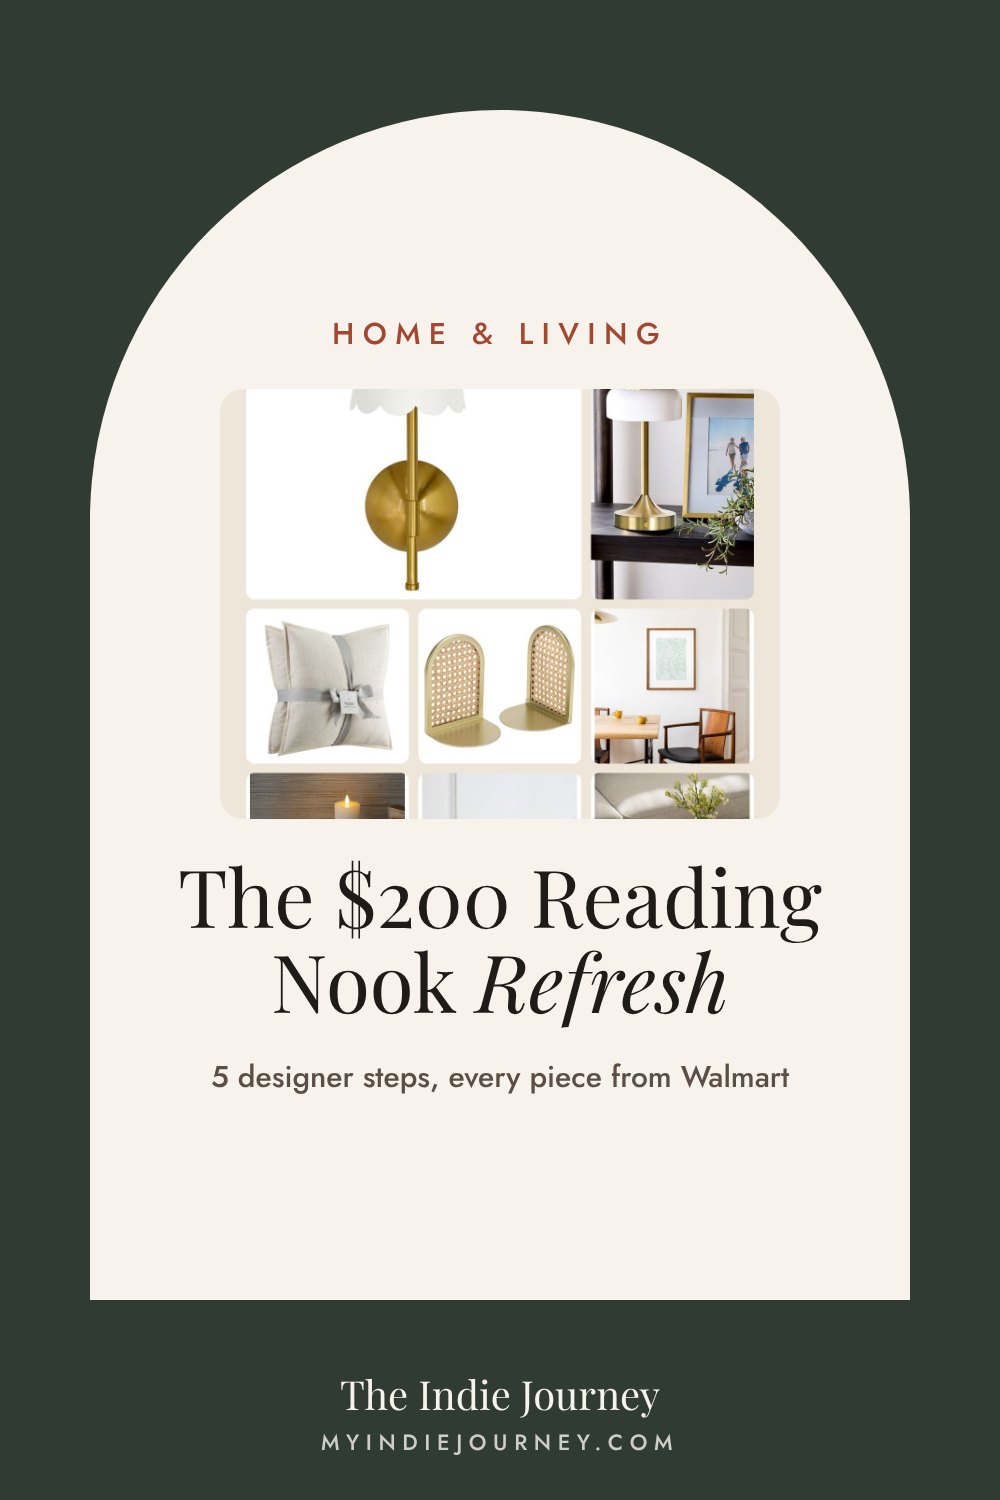 HOME & LIVING
The $200 Reading
Nook Refresh
5 designer steps, every piece from Walmart
The Indie Journey
MYINDIEJOURNEY.COM